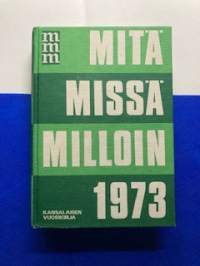 mmm
MITÄ
MISSÄ
MILLOIN
1973
KANSALAISEN
VUOSIKIRJA